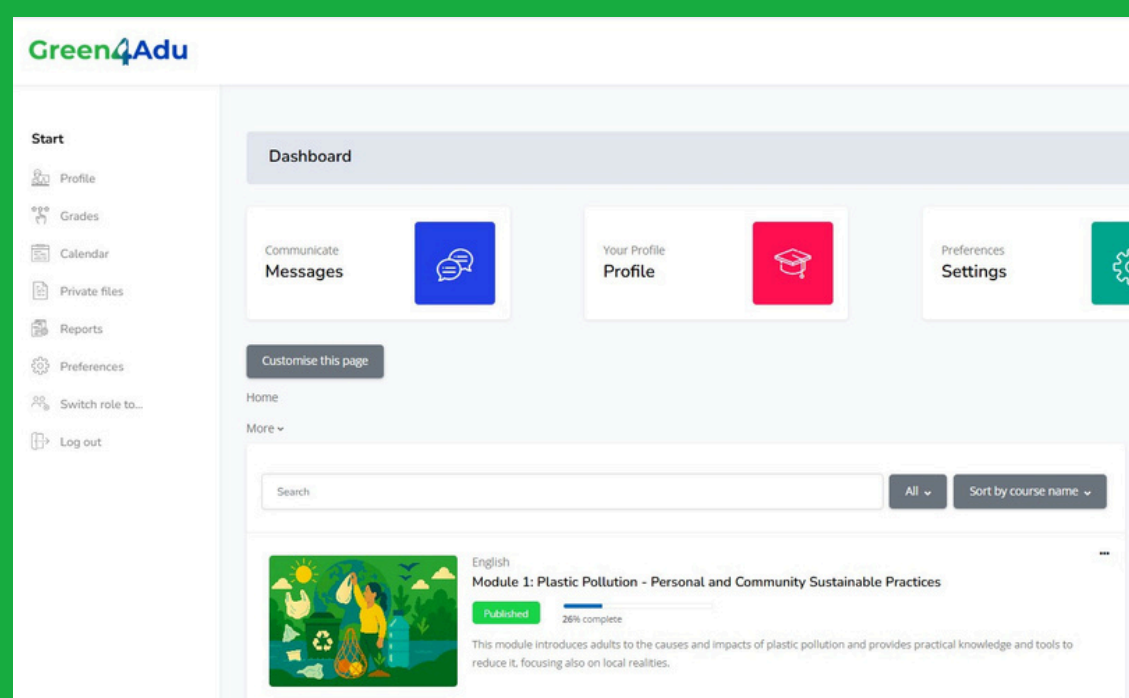 Green4Adu
Start
Profile
Grades
Calendar
Private files
Reports
Preferences
Switch role to...
Log out
Dashboard
Communicate
Messages
Your Profile
Profile
Preferences
Settings
Customise this page
Home
More
Search
All
Sort by course name
English
Module 1: Plastic Pollution - Personal and Community Sustainable Practices
Published
26% complete
This module introduces adults to the causes and impacts of plastic pollution and provides practical knowledge and tools to
reduce it, focusing also on local realities.